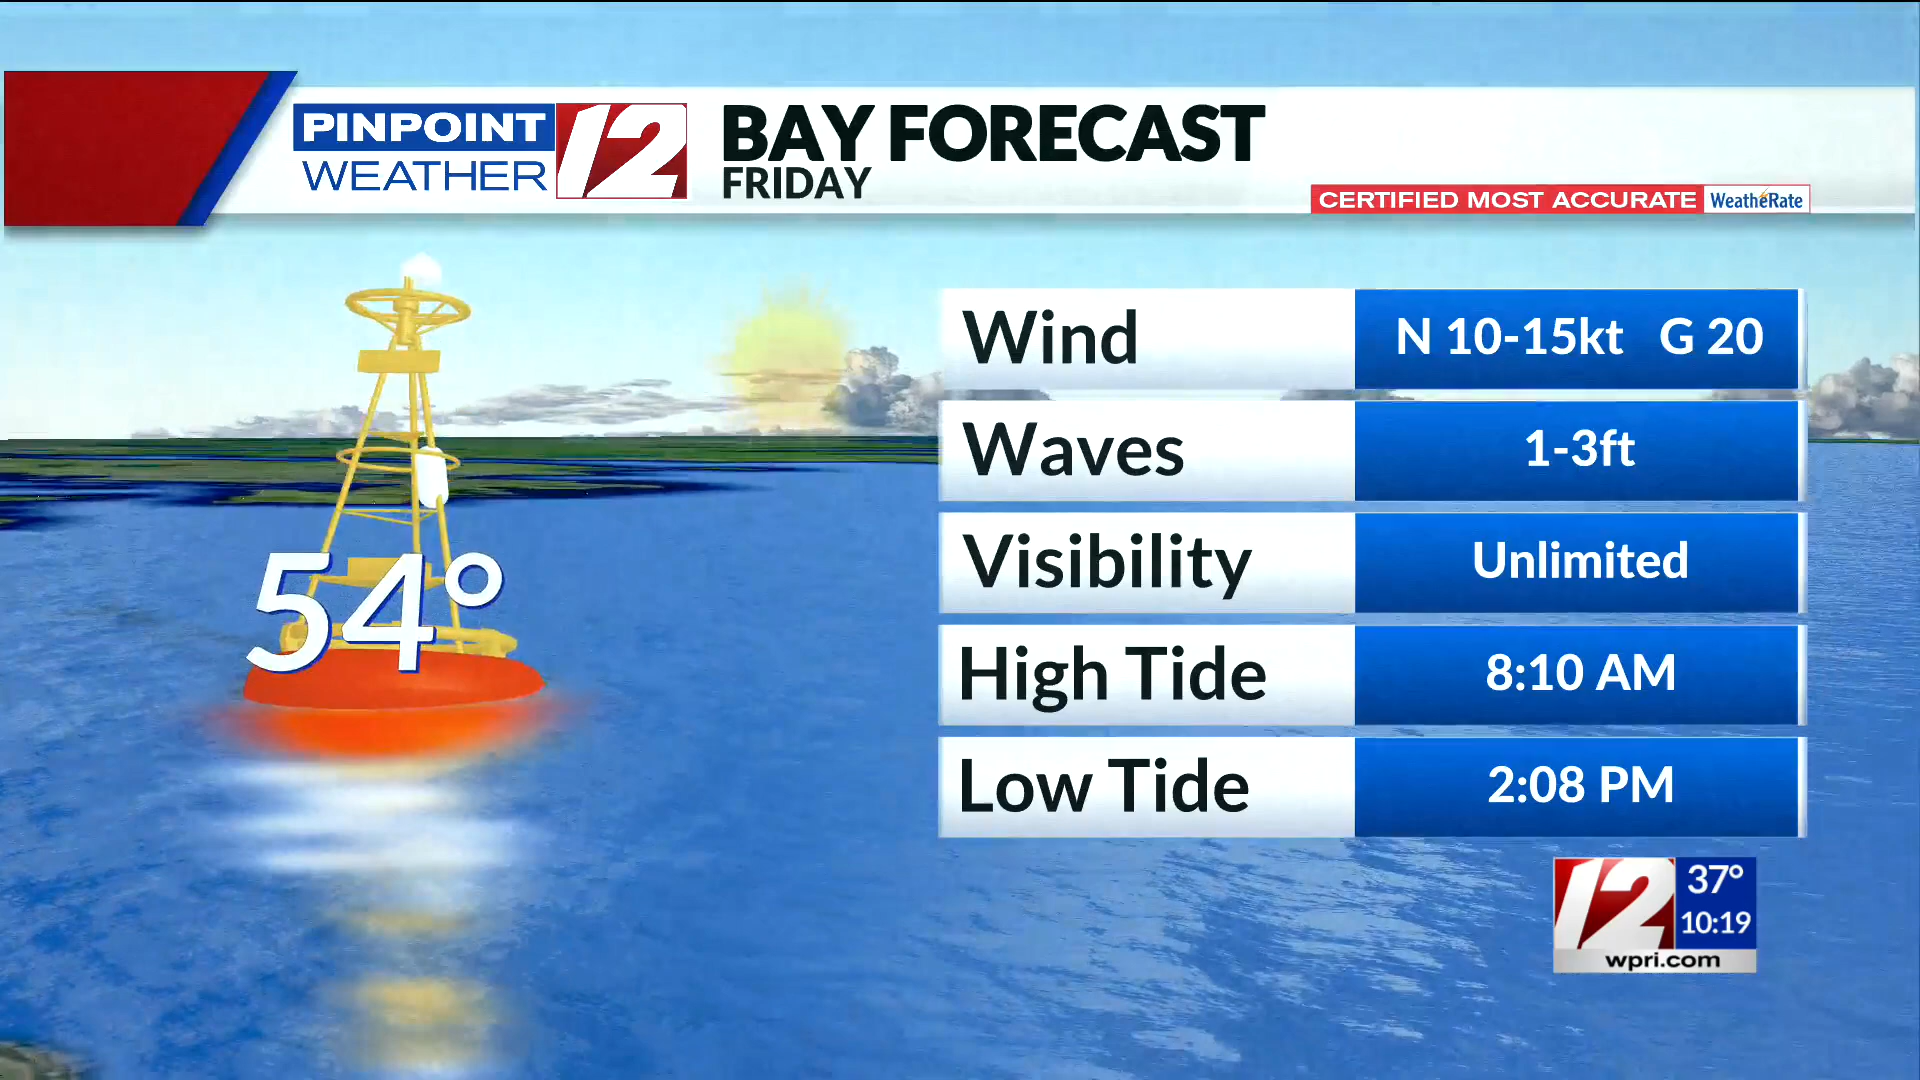 PINPOINT
WEATHER
12
BAY FORECAST
FRIDAY
CERTIFIED MOST ACCURATE WeatheRate
54°
Wind N 10-15kt G 20
Waves 1-3ft
Visibility Unlimited
High Tide 8:10 AM
Low Tide 2:08 PM
12
37°
10:19
wpri.com